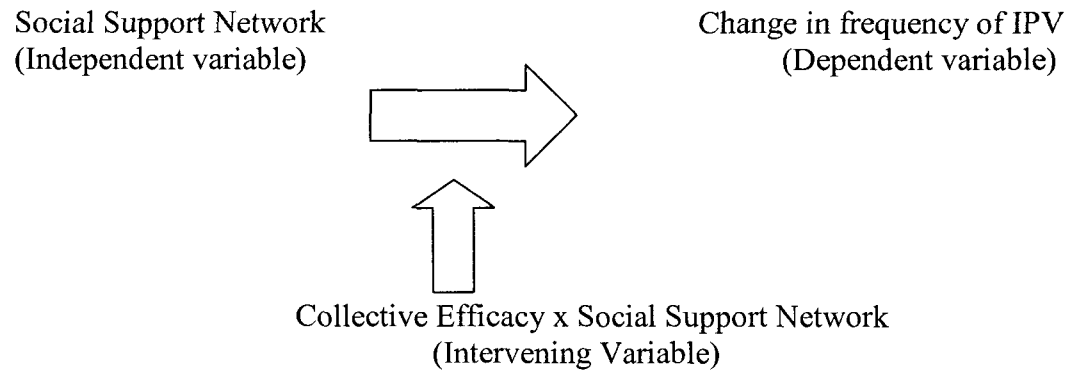 Social Support Network
(Independent variable)
Change in frequency of IPV
(Dependent variable)
Collective Efficacy x Social Support Network
(Intervening Variable)